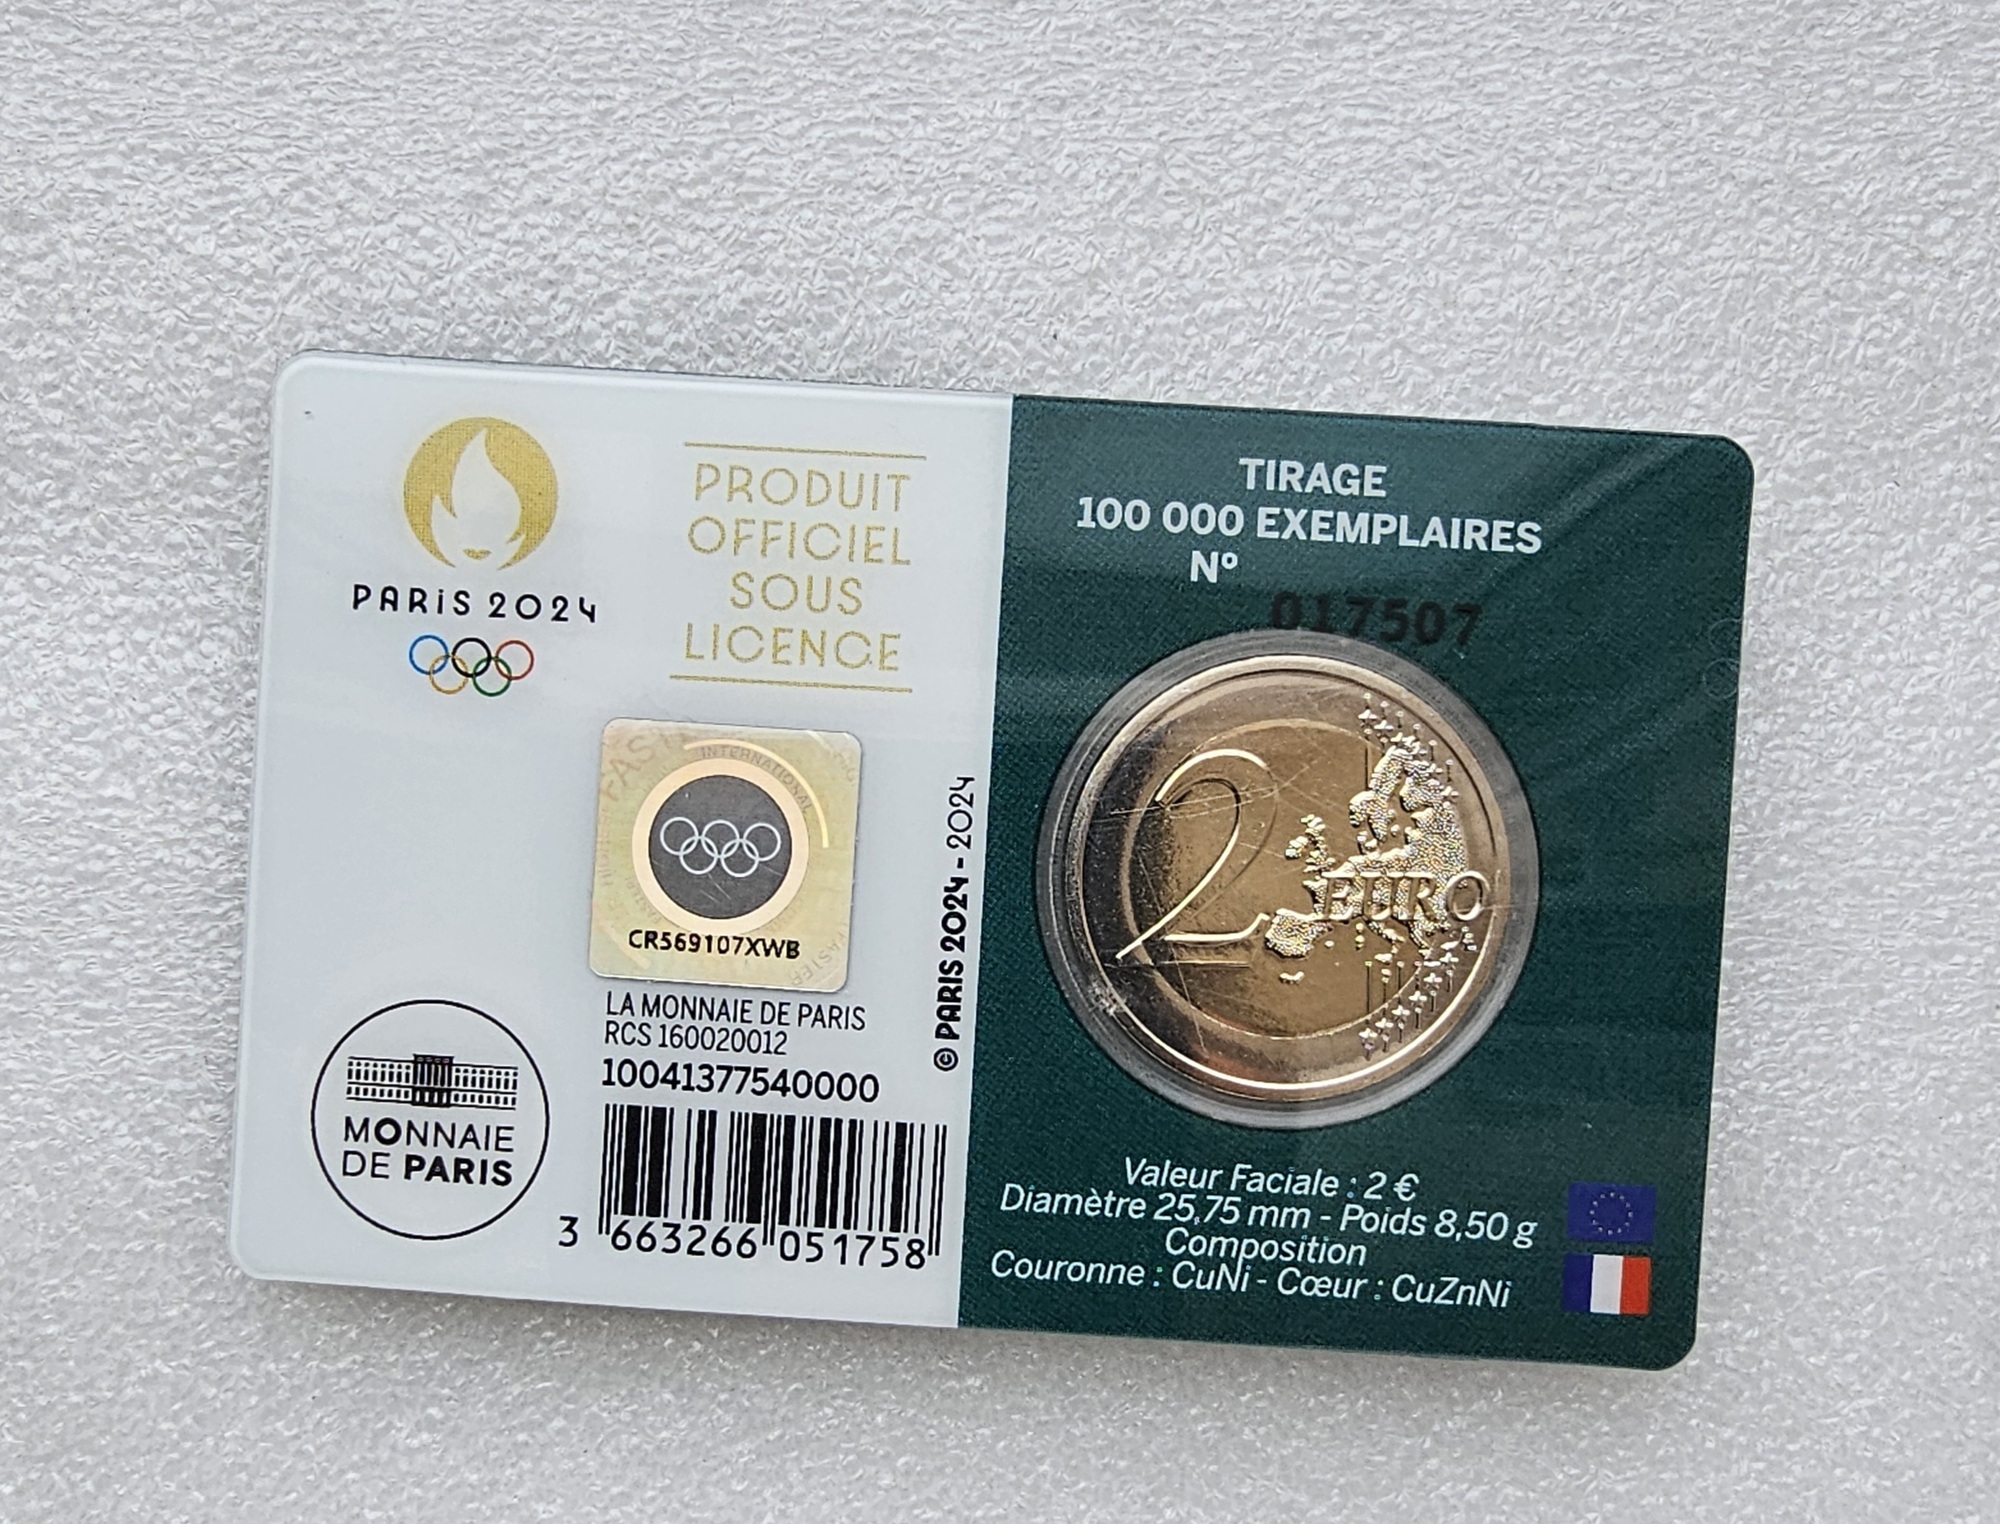 PARIS 2024
PRODUIT
OFFICIEL
SOUS
LICENCE
INTERNATIONAL
CR569107XWB
LA MONNAIE DE PARIS
RCS 160020012
10041377540000
3 663266 051758
MONNAIE
DE PARIS
© PARIS 2024 - 2024
TIRAGE
100 000 EXEMPLAIRES
Nº
017507
2 EURO
Valeur Faciale : 2 €
Diamètre 25,75 mm - Poids 8,50 g
Composition
Couronne : CuNi - Cœur : CuZnNi